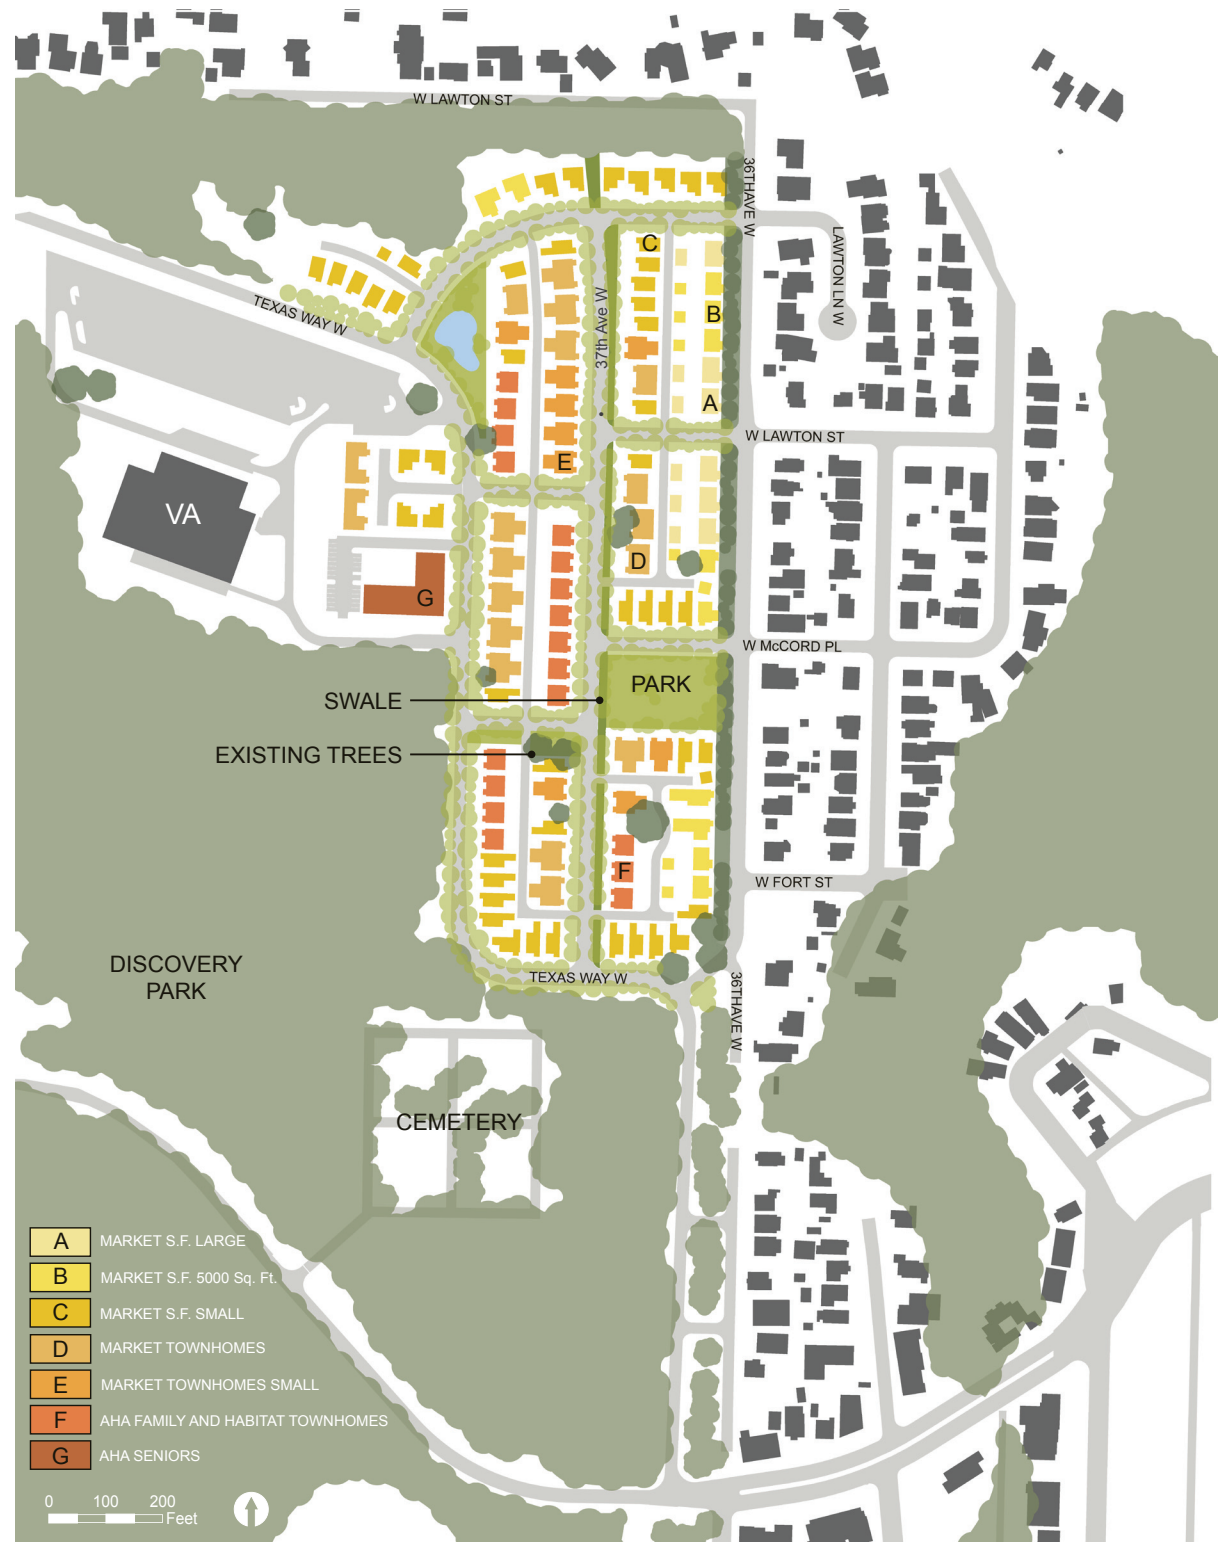 W LAWTON ST
36THAVE W
LAWTON LN W
C
TEXAS WAY W
37th Ave W
B
A
W LAWTON ST
E
VA
D
G
W McCORD PL
PARK
SWALE
EXISTING TREES
F
W FORT ST
DISCOVERY
PARK
TEXAS WAY W
36THAVE W
CEMETERY
A MARKET S.F. LARGE
B MARKET S.F. 5000 Sq. Ft.
C MARKET S.F. SMALL
D MARKET TOWNHOMES
E MARKET TOWNHOMES SMALL
F AHA FAMILY AND HABITAT TOWNHOMES
G AHA SENIORS
0 100 200
Feet